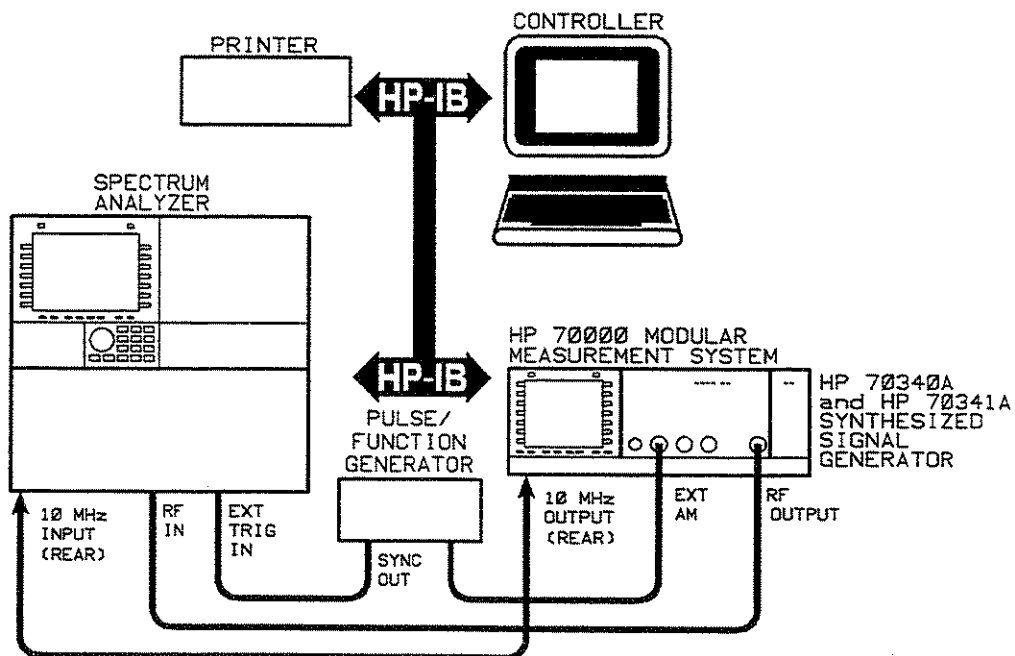 CONTROLLER
PRINTER
HP-IB
SPECTRUM
ANALYZER
HP 70000 MODULAR
MEASUREMENT SYSTEM
HP-IB
HP 70340A
and HP 70341A
SYNTHESIZED
SIGNAL
GENERATOR
PULSE/
FUNCTION
GENERATOR
10 MHz
INPUT
(REAR)
RF
IN
EXT
TRIG
IN
SYNC
OUT
10 MHz
OUTPUT
(REAR)
EXT
AM
RF
OUTPUT